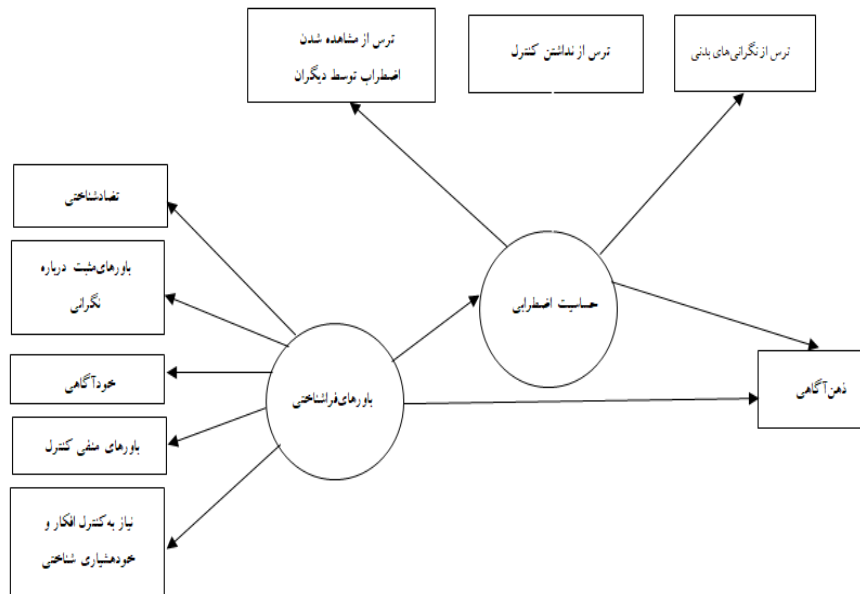 ترس از مشاهده شدن
اضطراب توسط دیگران
ترس از نداشتن کنترل
ترس از نگرانی‌های بدنی
تضادشناختی
باورهای‌مثبت درباره
نگرانی
خودآگاهی
باورهای منفی کنترل
نیاز به‌کنترل افکار و
خودهشیاری شناختی
باورهای‌فراشناختی
حساسیت اضطرابی
ذهن‌آگاهی